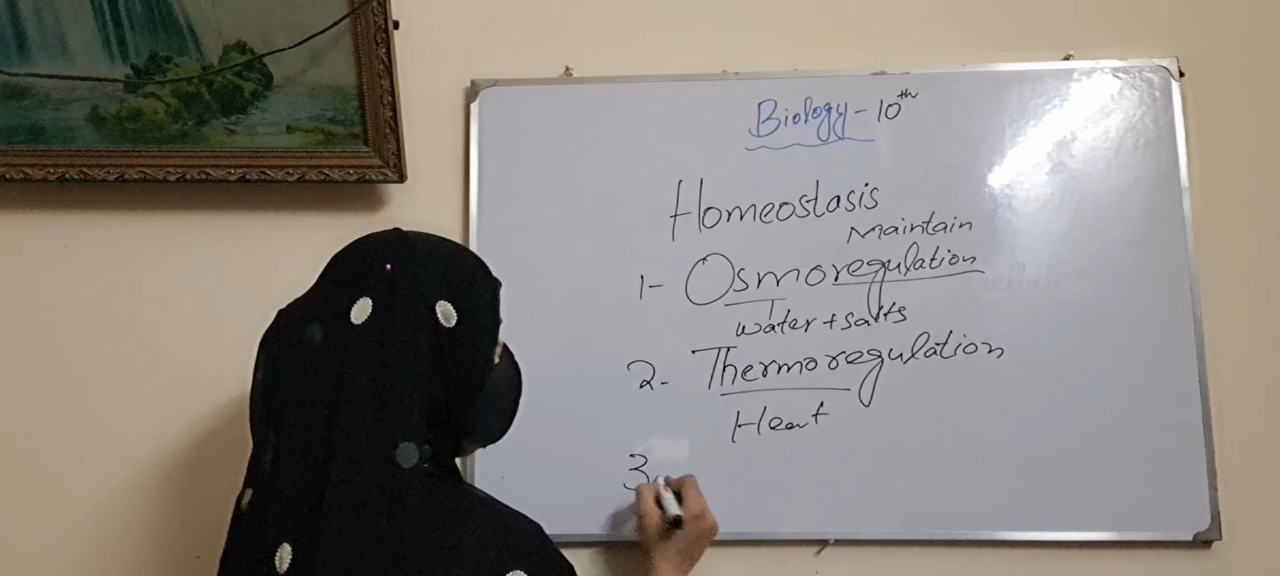 Biology - 10th
Homeostasis
Maintain
1- Osmoregulation
water + salts
2- Thermoregulation
Heat
3